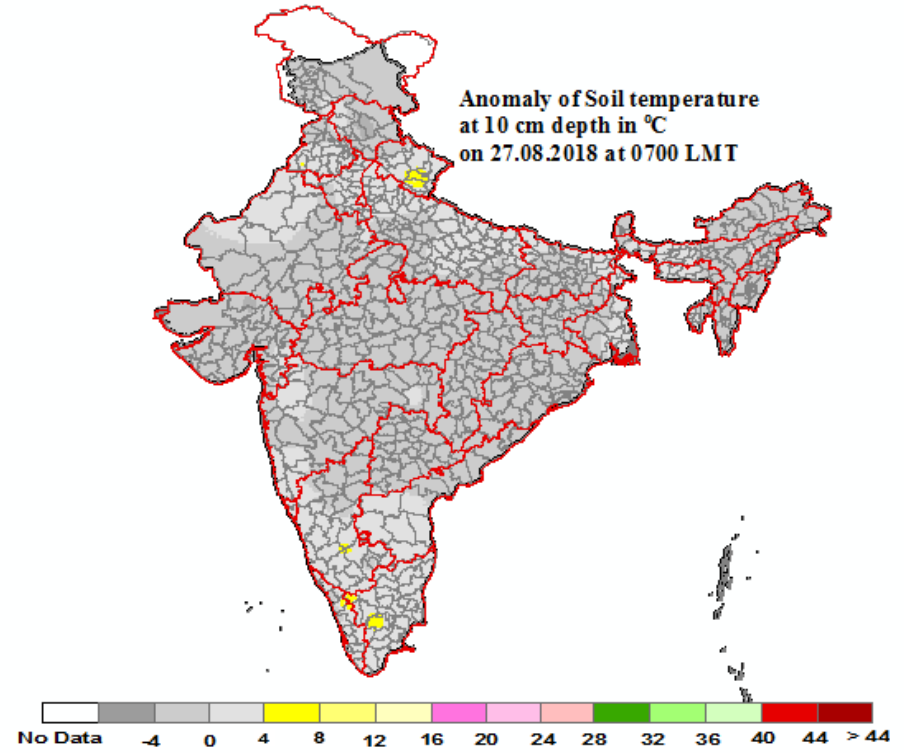 Anomaly of Soil temperature
at 10 cm depth in ⁰C
on 27.08.2018 at 0700 LMT
No Data -4 0 4 8 12 16 20 24 28 32 36 40 44 > 44